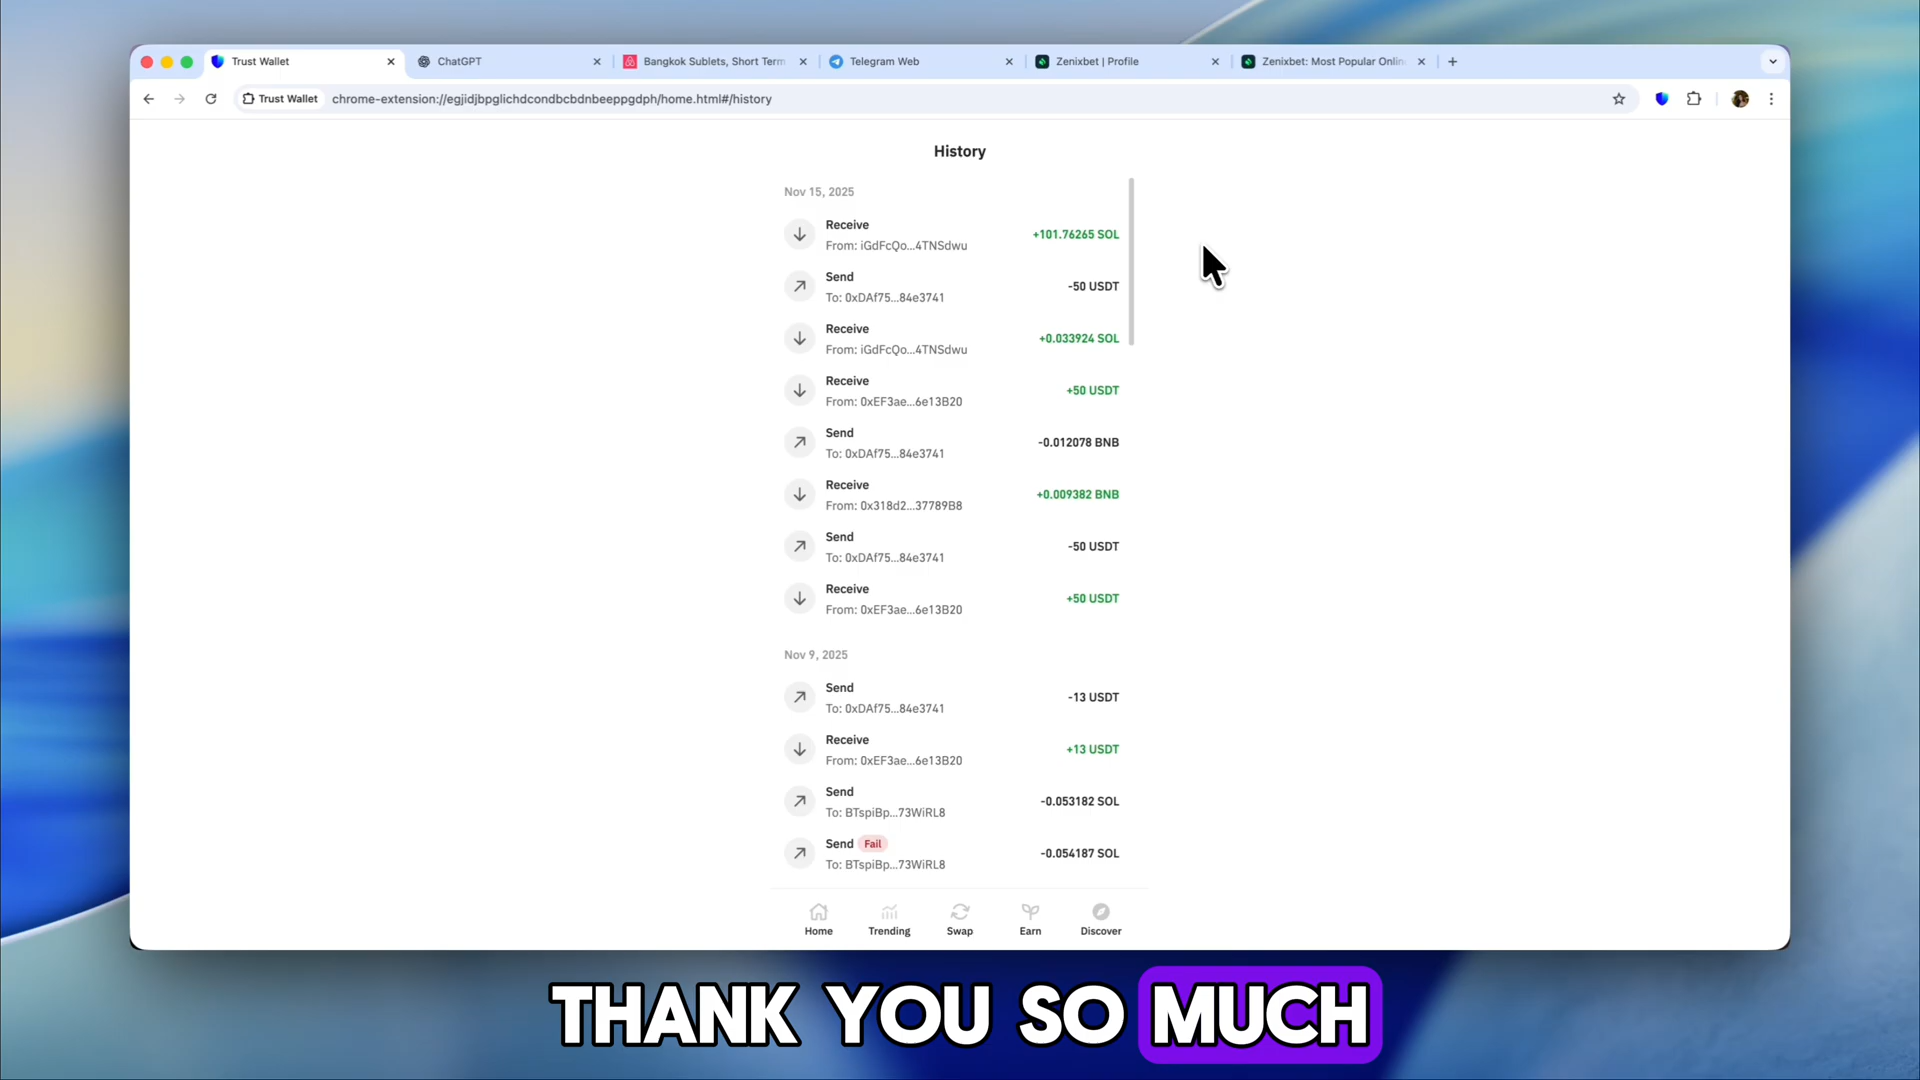 Trust Wallet
ChatGPT
Bangkok Sublets, Short Term
Telegram Web
Zenixbet | Profile
Zenixbet: Most Popular Onlin
Trust Wallet
chrome-extension://egjidjbpglichdcondbcbdnbeeppgdph/home.html#/history
History
Nov 15, 2025
Receive
+101.76265 SOL
From: iGdFcQo...4TNSdwu
Send
-50 USDT
To: 0xDAf75...84e3741
Receive
+0.033924 SOL
From: iGdFcQo...4TNSdwu
Receive
+50 USDT
From: 0xEF3ae...6e13B20
Send
-0.012078 BNB
To: 0xDAf75...84e3741
Receive
+0.009382 BNB
From: 0x318d2...37789B8
Send
-50 USDT
To: 0xDAf75...84e3741
Receive
+50 USDT
From: 0xEF3ae...6e13B20
Nov 9, 2025
Send
-13 USDT
To: 0xDAf75...84e3741
Receive
+13 USDT
From: 0xEF3ae...6e13B20
Send
-0.053182 SOL
To: BTspiBp...73WiRL8
Send Fail
-0.054187 SOL
To: BTspiBp...73WiRL8
Home
Trending
Swap
Earn
Discover
THANK YOU SO MUCH